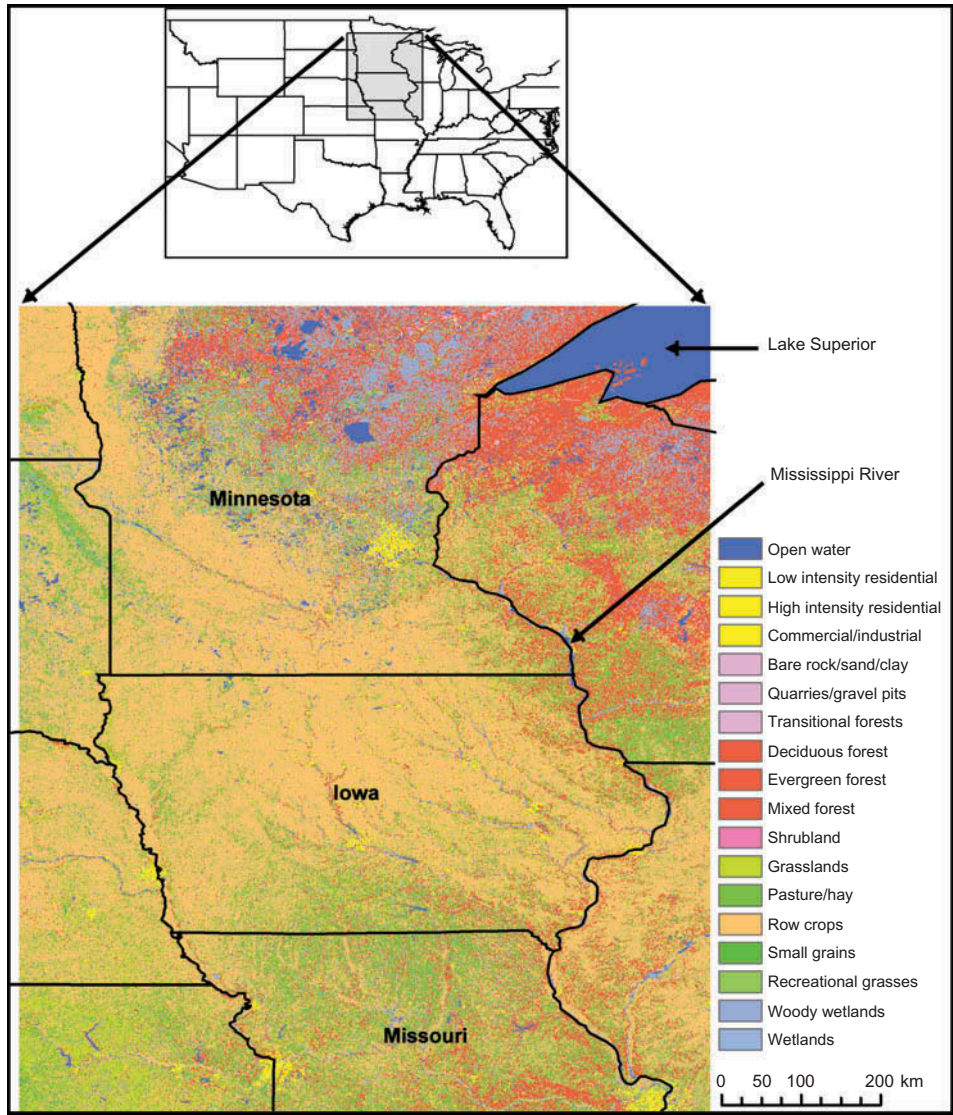 Lake Superior
Mississippi River
Minnesota
Iowa
Missouri
Open water
Low intensity residential
High intensity residential
Commercial/industrial
Bare rock/sand/clay
Quarries/gravel pits
Transitional forests
Deciduous forest
Evergreen forest
Mixed forest
Shrubland
Grasslands
Pasture/hay
Row crops
Small grains
Recreational grasses
Woody wetlands
Wetlands
0 50 100 200 km